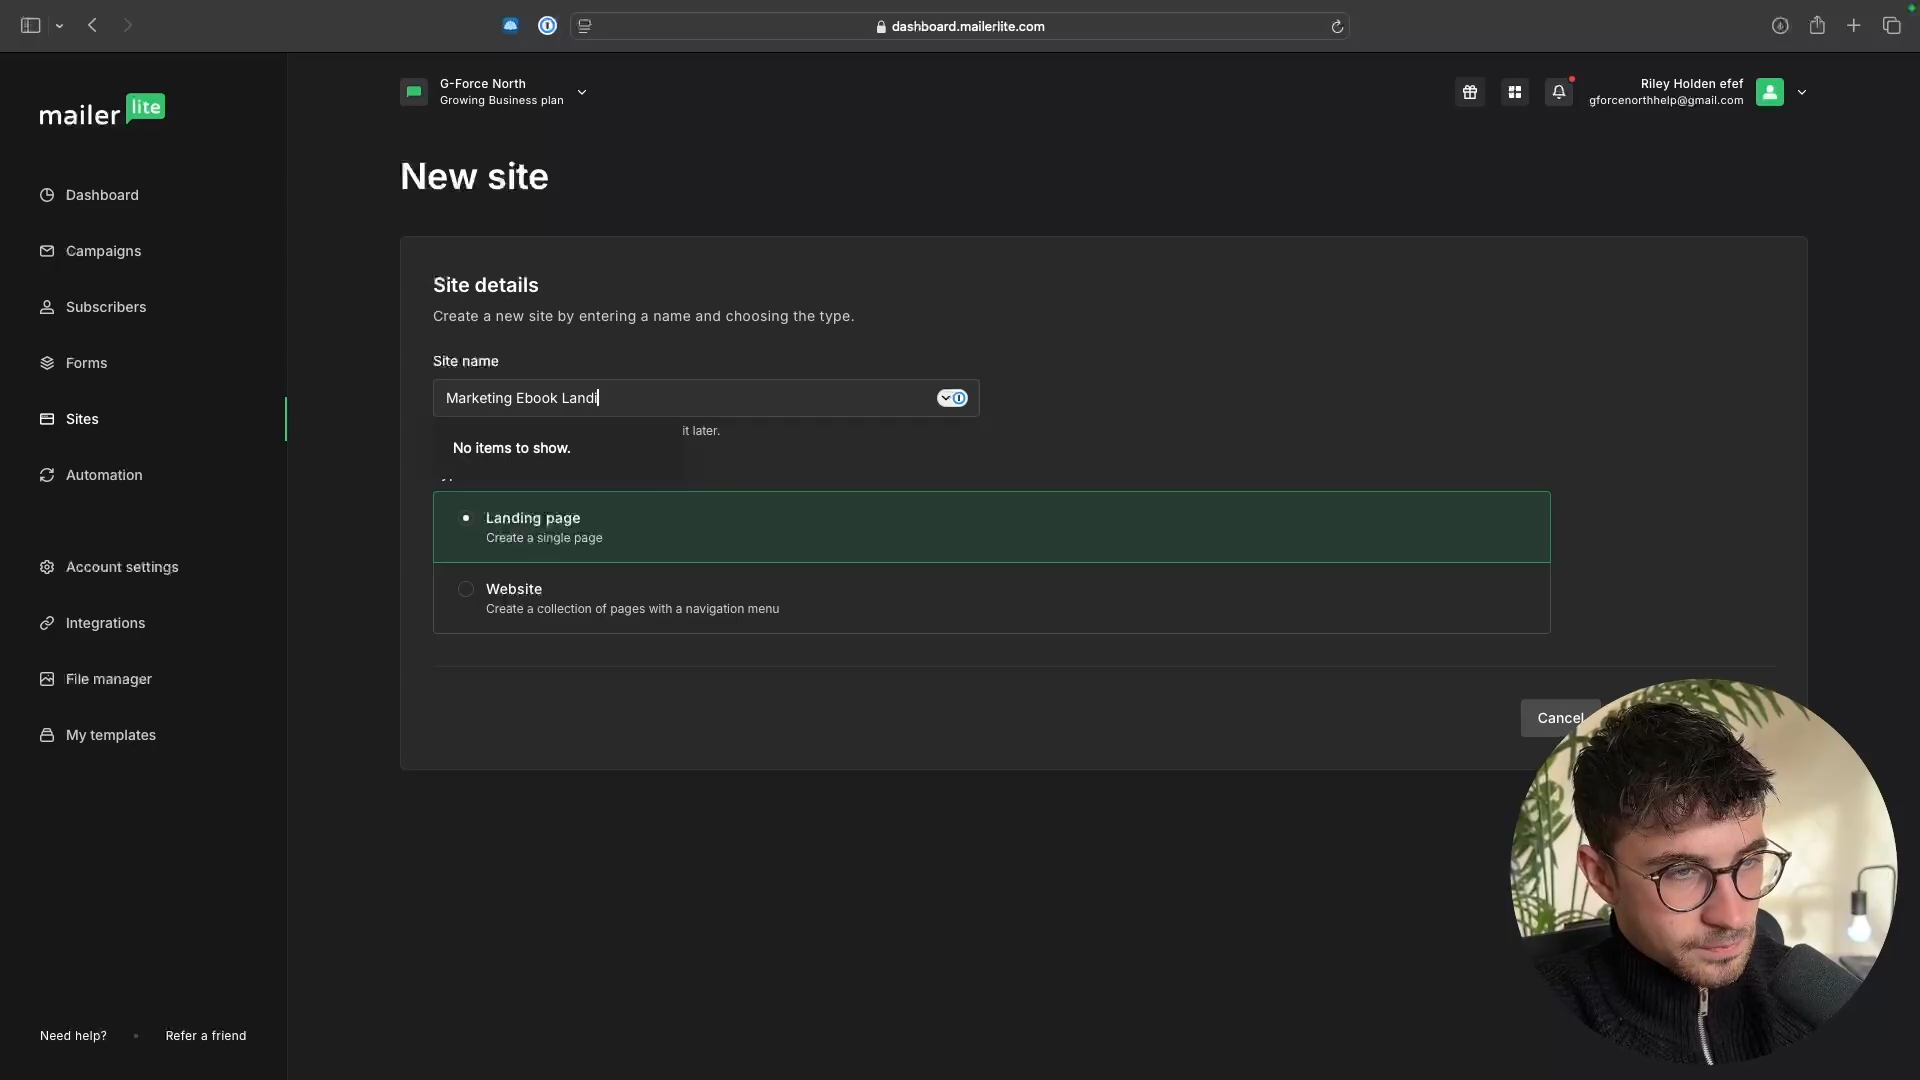 dashboard.mailerlite.com
mailer lite
G-Force North
Growing Business plan
Riley Holden efef
gforcenorthhelp@gmail.com
Dashboard
Campaigns
Subscribers
Forms
Sites
Automation
Account settings
Integrations
File manager
My templates
Need help?
Refer a friend
New site
Site details
Create a new site by entering a name and choosing the type.
Site name
Marketing Ebook Landi
it later.
No items to show.
Landing page
Create a single page
Website
Create a collection of pages with a navigation menu
Cancel